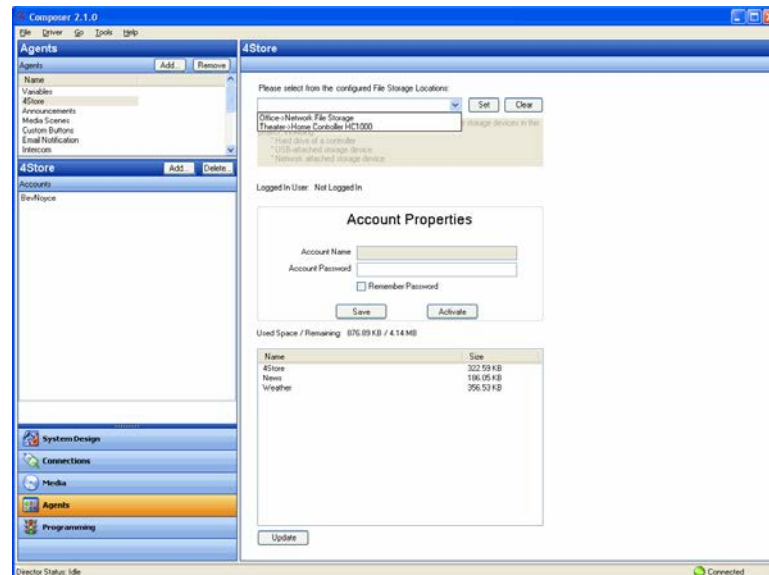 Composer 2.1.0
File Driver Go Tools Help
Agents
Agents Add... Remove
Name
Variables
4Store
Announcements
Media Scenes
Custom Buttons
Email Notification
Intercom
4Store Add... Delete...
Accounts
BevNoyce
System Design
Connections
Media
Agents
Programming
Director Status: Idle
4Store
Please select from the configured File Storage Locations:
Set Clear
Office->Network File Storage
Theater->Home Controller HC1000
storage devices in this
* Hard drive of a controller
* USB-attached storage device
* Network attached storage device
Logged In User: Not Logged In
Account Properties
Account Name
Account Password
Remember Password
Save Activate
Used Space / Remaining: 876.89 KB / 4.14 MB
Name Size
4Store 322.59 KB
News 186.05 KB
Weather 356.53 KB
Update
Connected